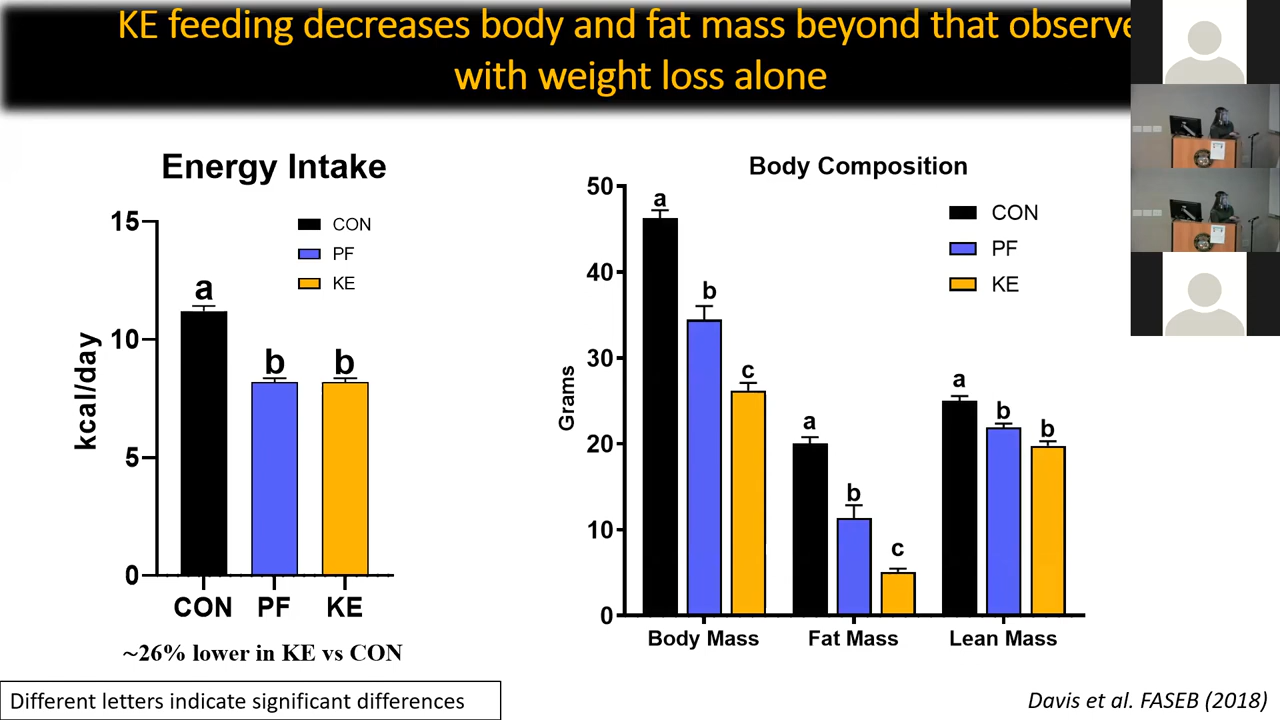 KE feeding decreases body and fat mass beyond that observe
with weight loss alone
Energy Intake
CON
PF
KE
15
10
5
0
kcal/day
a
b
b
CON PF KE
~26% lower in KE vs CON
Body Composition
CON
PF
KE
50
40
30
20
10
0
Grams
a
b
c
a
b
c
a
b
b
Body Mass Fat Mass Lean Mass
Different letters indicate significant differences
Davis et al. FASEB (2018)